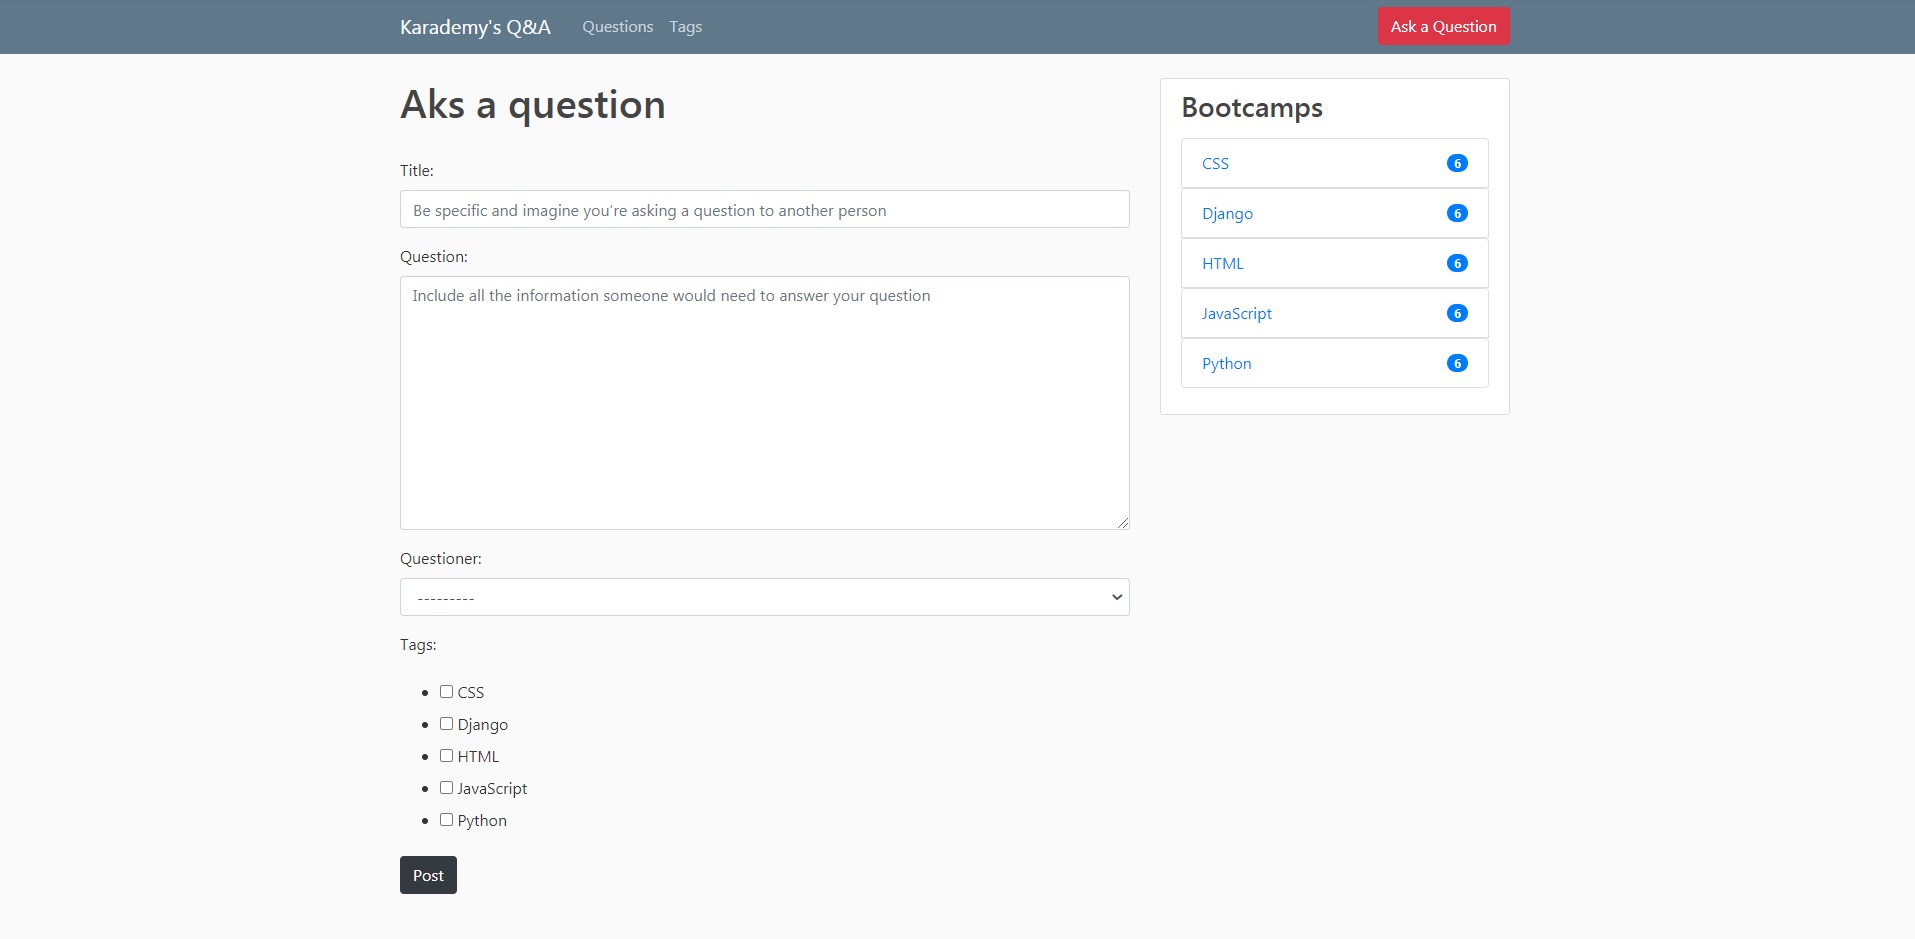 Karademy's Q&A Questions Tags Ask a Question
Aks a question
Title:
Be specific and imagine you’re asking a question to another person
Question:
Include all the information someone would need to answer your question
Questioner:
---------
Tags:
CSS
Django
HTML
JavaScript
Python
Post
Bootcamps
CSS 6
Django 6
HTML 6
JavaScript 6
Python 6